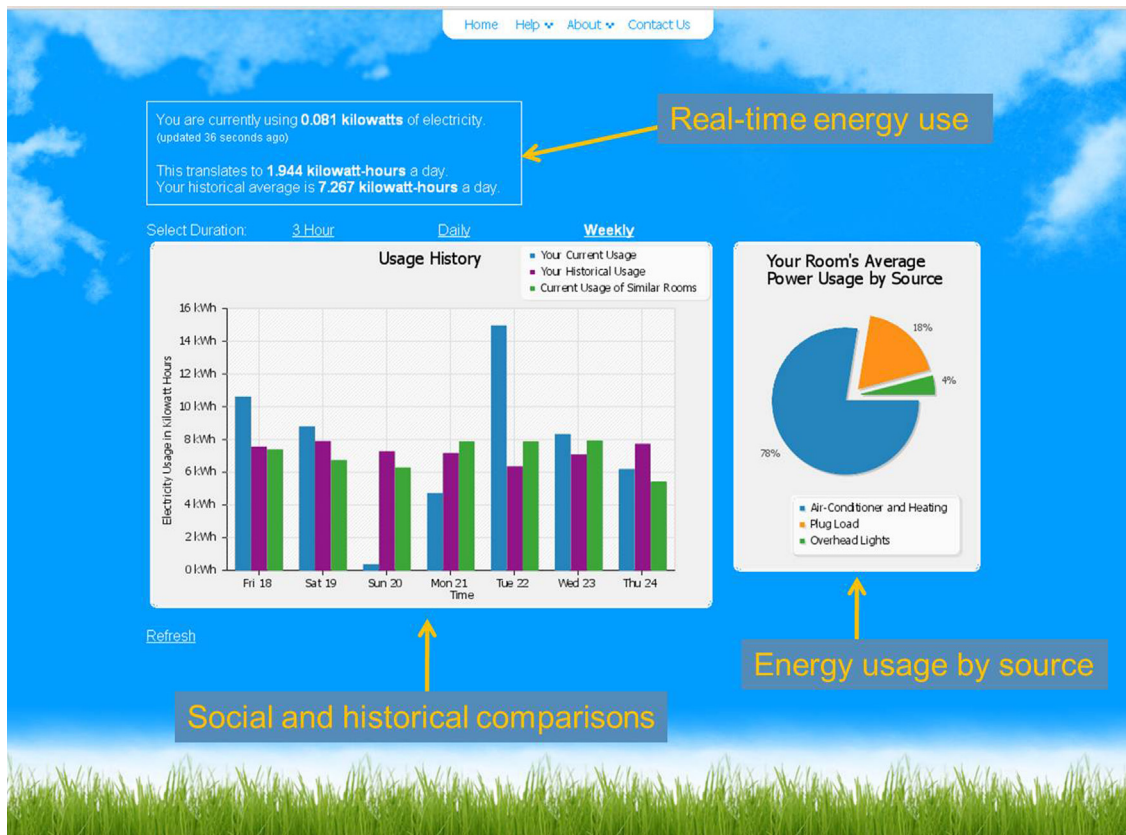 Home Help About Contact Us
You are currently using 0.081 kilowatts of electricity.
(updated 36 seconds ago)
This translates to 1.944 kilowatt-hours a day.
Your historical average is 7.267 kilowatt-hours a day.
Real-time energy use
Select Duration: 3 Hour Daily Weekly
Usage History
Your Current Usage
Your Historical Usage
Current Usage of Similar Rooms
Electricity Usage in Kilowatt Hours
16 kWh
14 kWh
12 kWh
10 kWh
8 kWh
6 kWh
4 kWh
2 kWh
0 kWh
Fri 18 Sat 19 Sun 20 Mon 21 Tue 22 Wed 23 Thu 24
Time
Your Room's Average
Power Usage by Source
18%
4%
78%
Air-Conditioner and Heating
Plug Load
Overhead Lights
Refresh
Energy usage by source
Social and historical comparisons